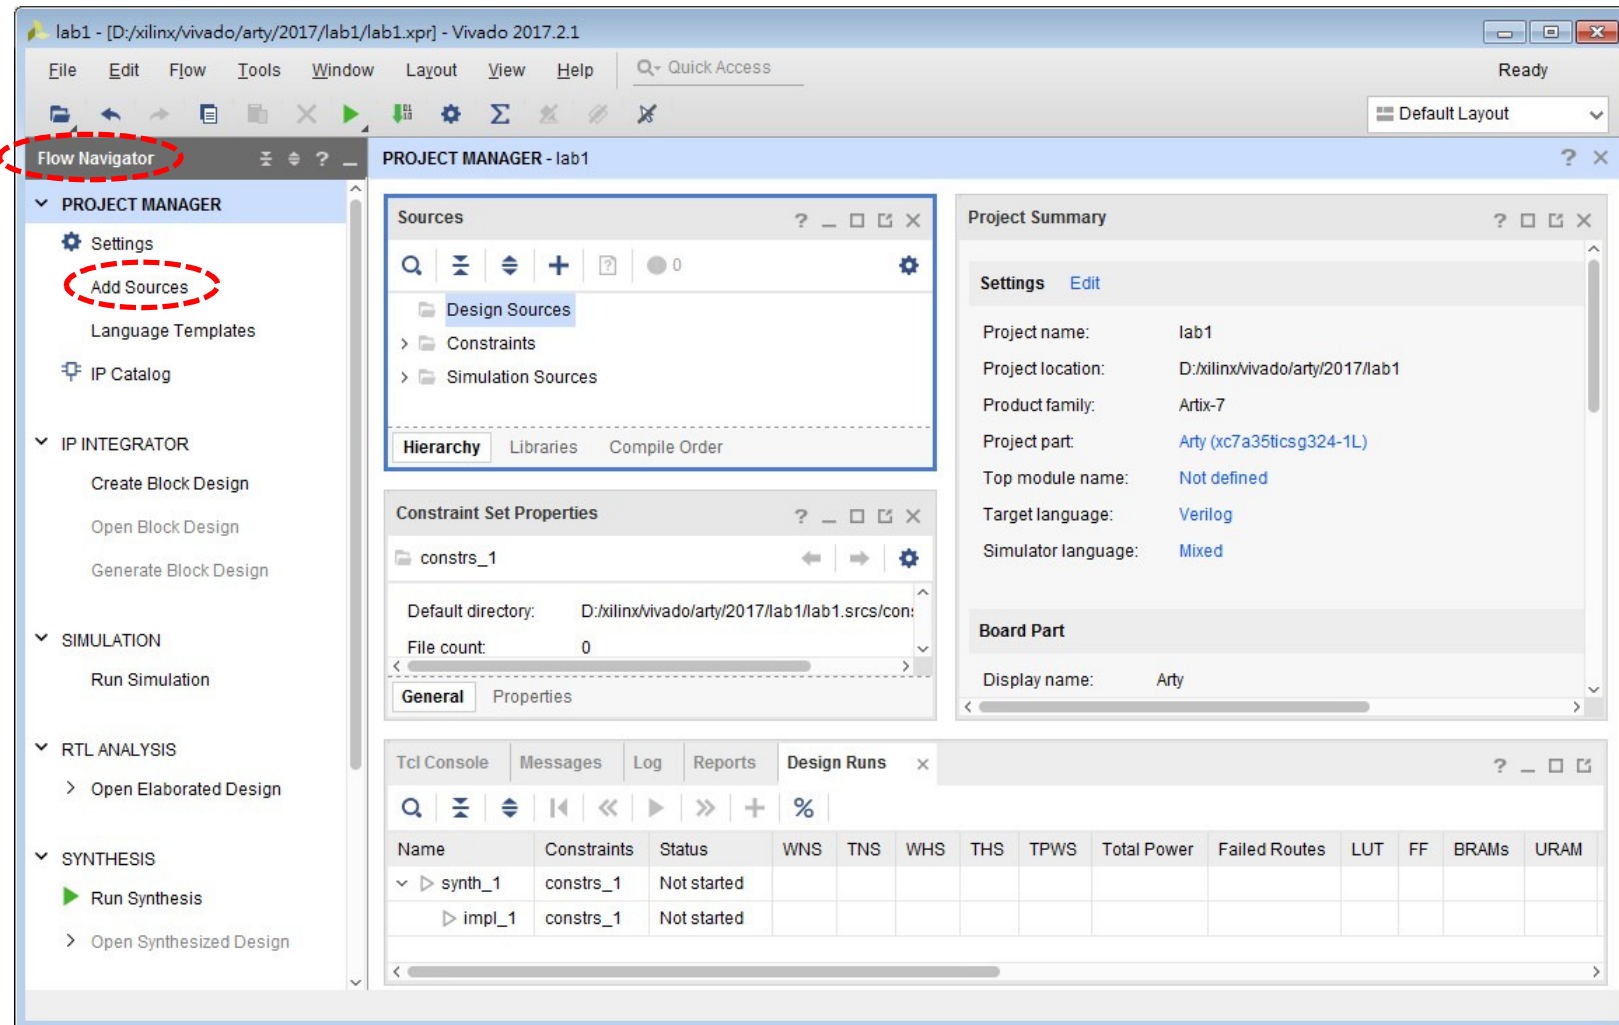 lab1 - [D:/xilinx/vivado/arty/2017/lab1/lab1.xpr] - Vivado 2017.2.1
File Edit Flow Tools Window Layout View Help Quick Access Ready
Default Layout
Flow Navigator
PROJECT MANAGER - lab1
PROJECT MANAGER
Settings
Add Sources
Language Templates
IP Catalog
IP INTEGRATOR
Create Block Design
Open Block Design
Generate Block Design
SIMULATION
Run Simulation
RTL ANALYSIS
Open Elaborated Design
SYNTHESIS
Run Synthesis
Open Synthesized Design
Sources
0
Design Sources
Constraints
Simulation Sources
Hierarchy Libraries Compile Order
Constraint Set Properties
constrs_1
Default directory: D:/xilinx/vivado/arty/2017/lab1/lab1.srcs/con
File count: 0
General Properties
Project Summary
Settings Edit
Project name: lab1
Project location: D:/xilinx/vivado/arty/2017/lab1
Product family: Artix-7
Project part: Arty (xc7a35ticsg324-1L)
Top module name: Not defined
Target language: Verilog
Simulator language: Mixed
Board Part
Display name: Arty
Tcl Console Messages Log Reports Design Runs
Name Constraints Status WNS TNS WHS THS TPWS Total Power Failed Routes LUT FF BRAMs URAM
synth_1 constrs_1 Not started
impl_1 constrs_1 Not started